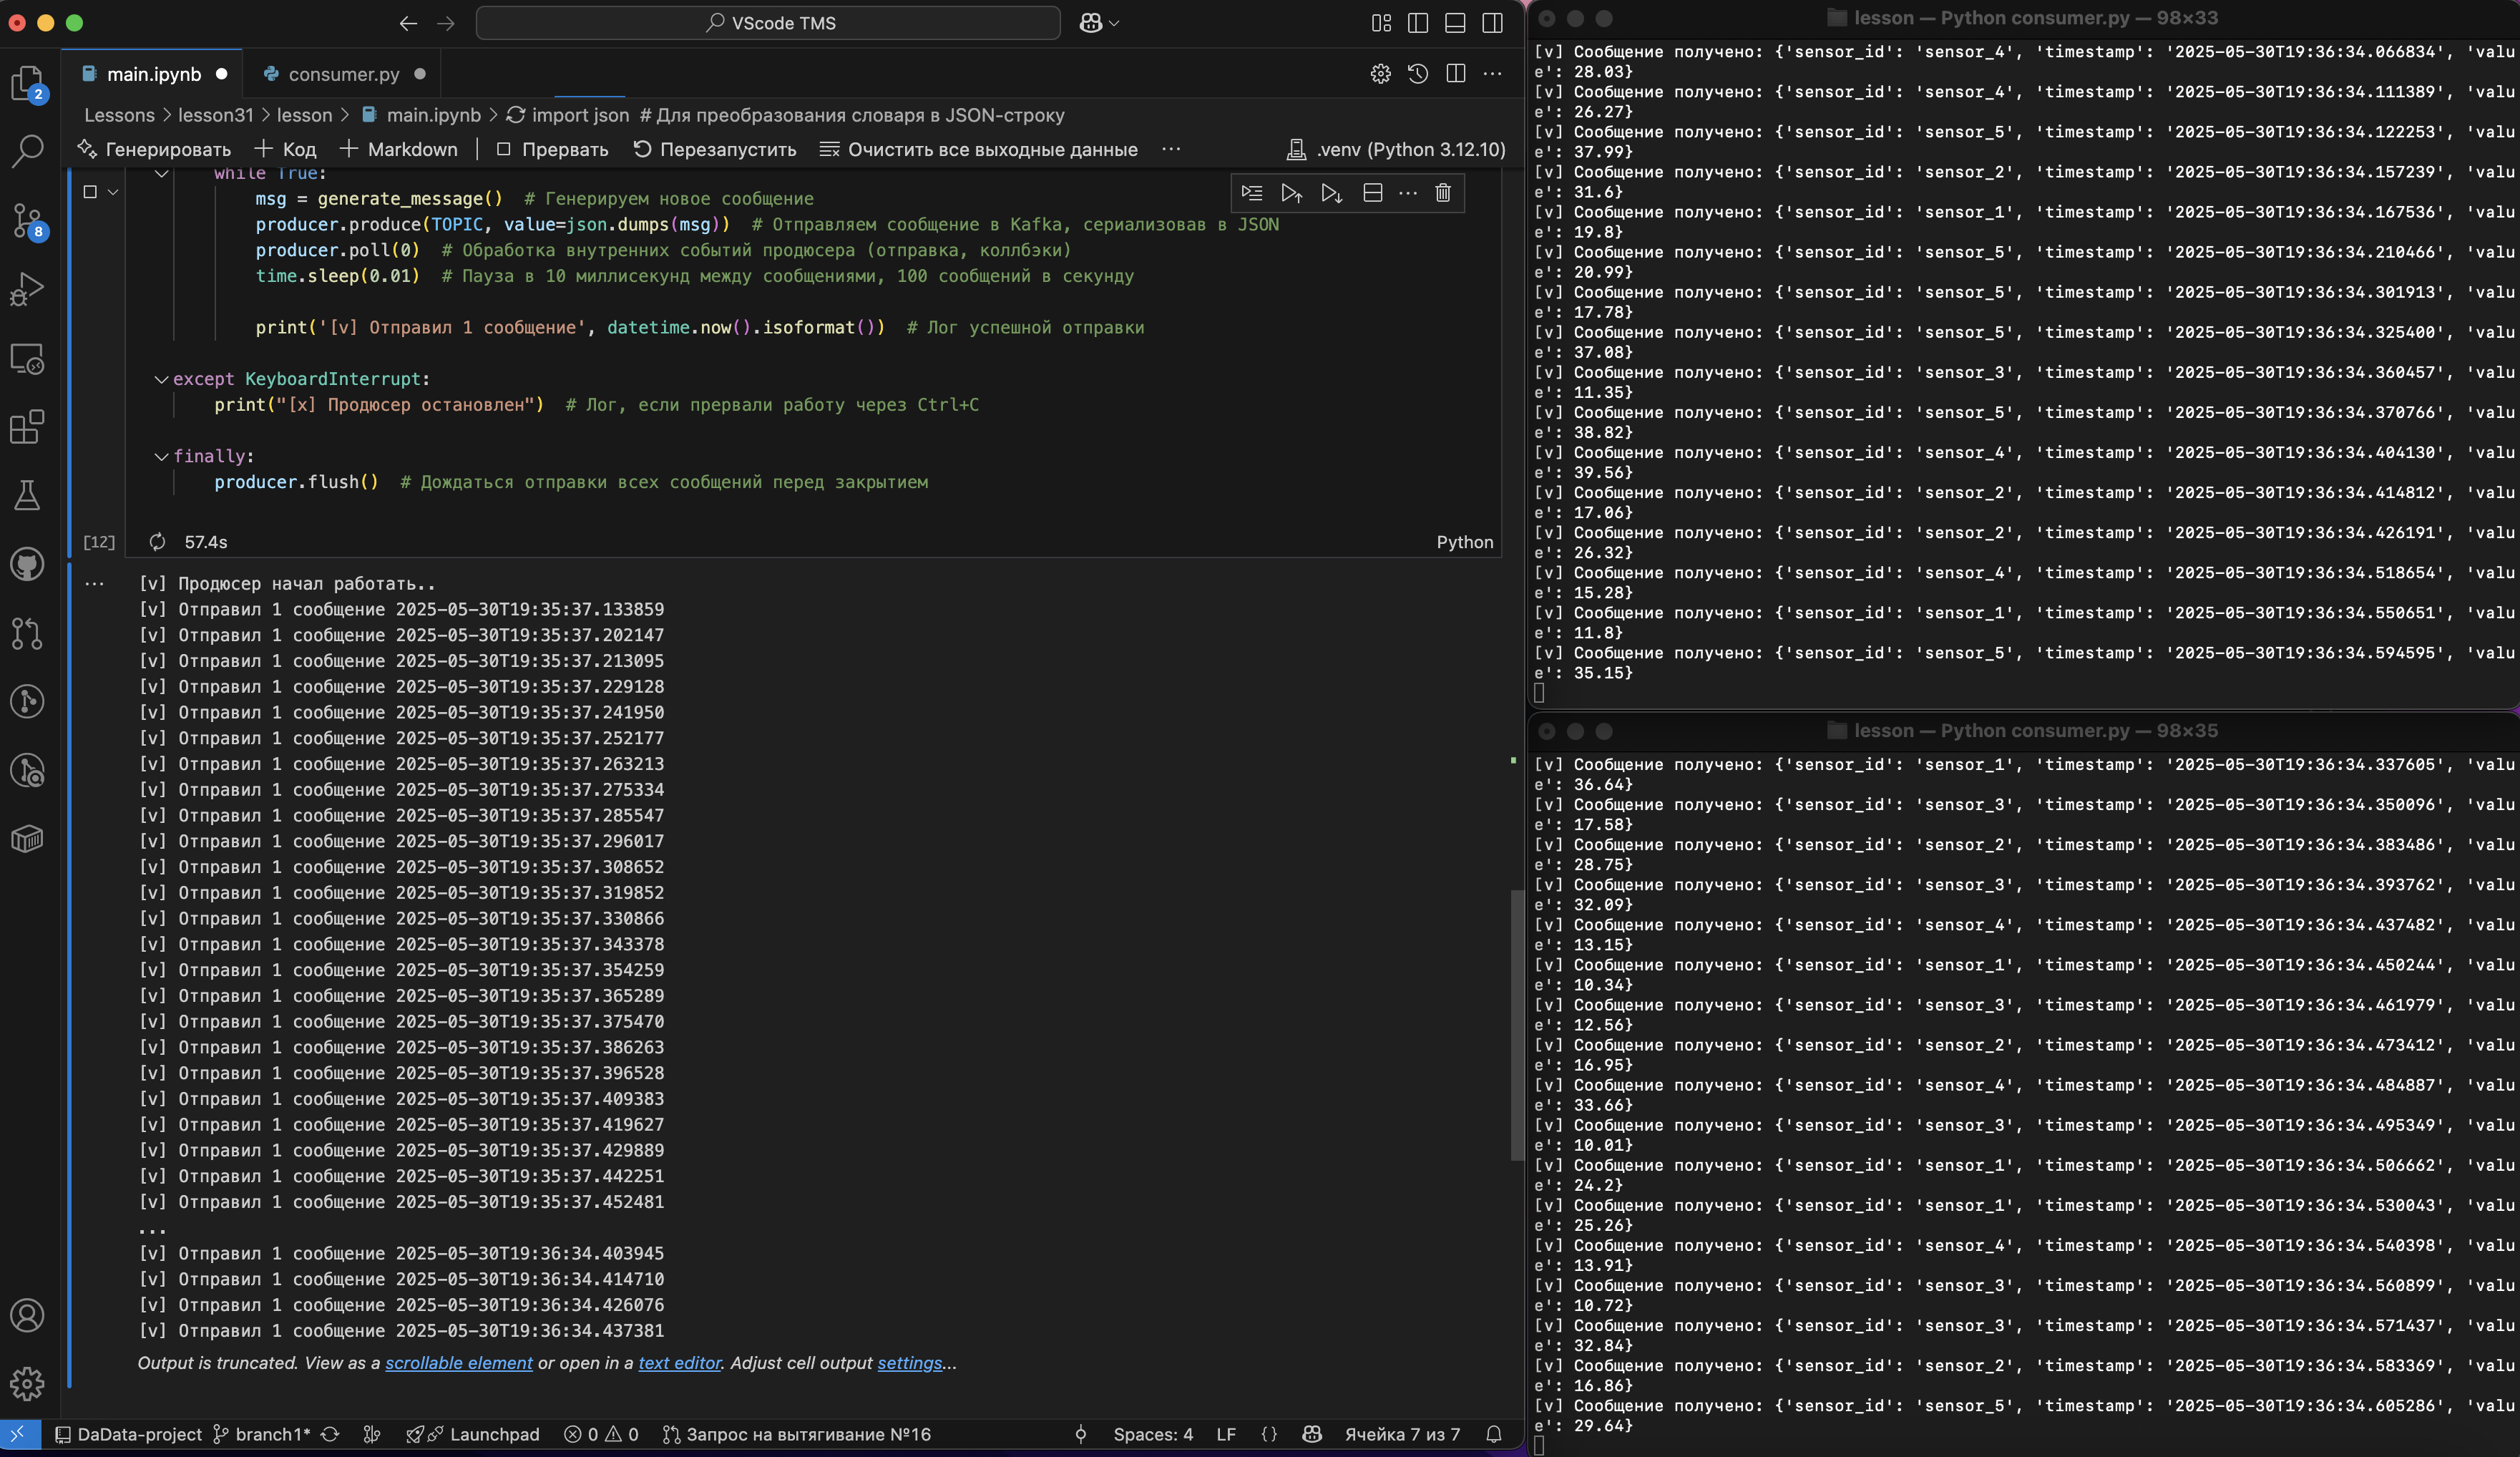 VScode TMS
main.ipynb
consumer.py
Lessons > lesson31 > lesson > main.ipynb > import json # Для преобразования словаря в JSON-строку
Генерировать + Код + Markdown | Прервать Перезапустить Очистить все выходные данные ... .venv (Python 3.12.10)
while True:
msg = generate_message() # Генерируем новое сообщение
producer.produce(TOPIC, value=json.dumps(msg)) # Отправляем сообщение в Kafka, сериализовав в JSON
producer.poll(0) # Обработка внутренних событий продюсера (отправка, коллбэки)
time.sleep(0.01) # Пауза в 10 миллисекунд между сообщениями, 100 сообщений в секунду
print('[v] Отправил 1 сообщение', datetime.now().isoformat()) # Лог успешной отправки
except KeyboardInterrupt:
print("[x] Продюсер остановлен") # Лог, если прервали работу через Ctrl+C
finally:
producer.flush() # Дождаться отправки всех сообщений перед закрытием
[12] 57.4s Python
[v] Продюсер начал работать..
[v] Отправил 1 сообщение 2025-05-30T19:35:37.133859
[v] Отправил 1 сообщение 2025-05-30T19:35:37.202147
[v] Отправил 1 сообщение 2025-05-30T19:35:37.213095
[v] Отправил 1 сообщение 2025-05-30T19:35:37.229128
[v] Отправил 1 сообщение 2025-05-30T19:35:37.241950
[v] Отправил 1 сообщение 2025-05-30T19:35:37.252177
[v] Отправил 1 сообщение 2025-05-30T19:35:37.263213
[v] Отправил 1 сообщение 2025-05-30T19:35:37.275334
[v] Отправил 1 сообщение 2025-05-30T19:35:37.285547
[v] Отправил 1 сообщение 2025-05-30T19:35:37.296017
[v] Отправил 1 сообщение 2025-05-30T19:35:37.308652
[v] Отправил 1 сообщение 2025-05-30T19:35:37.319852
[v] Отправил 1 сообщение 2025-05-30T19:35:37.330866
[v] Отправил 1 сообщение 2025-05-30T19:35:37.343378
[v] Отправил 1 сообщение 2025-05-30T19:35:37.354259
[v] Отправил 1 сообщение 2025-05-30T19:35:37.365289
[v] Отправил 1 сообщение 2025-05-30T19:35:37.375470
[v] Отправил 1 сообщение 2025-05-30T19:35:37.386263
[v] Отправил 1 сообщение 2025-05-30T19:35:37.396528
[v] Отправил 1 сообщение 2025-05-30T19:35:37.409383
[v] Отправил 1 сообщение 2025-05-30T19:35:37.419627
[v] Отправил 1 сообщение 2025-05-30T19:35:37.429889
[v] Отправил 1 сообщение 2025-05-30T19:35:37.442251
[v] Отправил 1 сообщение 2025-05-30T19:35:37.452481
...
[v] Отправил 1 сообщение 2025-05-30T19:36:34.403945
[v] Отправил 1 сообщение 2025-05-30T19:36:34.414710
[v] Отправил 1 сообщение 2025-05-30T19:36:34.426076
[v] Отправил 1 сообщение 2025-05-30T19:36:34.437381
Output is truncated. View as a scrollable element or open in a text editor. Adjust cell output settings...
2
8
DaData-project branch1* Launchpad 0 0 Запрос на вытягивание №16 Spaces: 4 LF {} Ячейка 7 из 7
lesson — Python consumer.py — 98×33
[v] Сообщение получено: {'sensor_id': 'sensor_4', 'timestamp': '2025-05-30T19:36:34.066834', 'valu
e': 28.03}
[v] Сообщение получено: {'sensor_id': 'sensor_4', 'timestamp': '2025-05-30T19:36:34.111389', 'valu
e': 26.27}
[v] Сообщение получено: {'sensor_id': 'sensor_5', 'timestamp': '2025-05-30T19:36:34.122253', 'valu
e': 37.99}
[v] Сообщение получено: {'sensor_id': 'sensor_2', 'timestamp': '2025-05-30T19:36:34.157239', 'valu
e': 31.6}
[v] Сообщение получено: {'sensor_id': 'sensor_1', 'timestamp': '2025-05-30T19:36:34.167536', 'valu
e': 19.8}
[v] Сообщение получено: {'sensor_id': 'sensor_5', 'timestamp': '2025-05-30T19:36:34.210466', 'valu
e': 20.99}
[v] Сообщение получено: {'sensor_id': 'sensor_5', 'timestamp': '2025-05-30T19:36:34.301913', 'valu
e': 17.78}
[v] Сообщение получено: {'sensor_id': 'sensor_5', 'timestamp': '2025-05-30T19:36:34.325400', 'valu
e': 37.08}
[v] Сообщение получено: {'sensor_id': 'sensor_3', 'timestamp': '2025-05-30T19:36:34.360457', 'valu
e': 11.35}
[v] Сообщение получено: {'sensor_id': 'sensor_5', 'timestamp': '2025-05-30T19:36:34.370766', 'valu
e': 38.82}
[v] Сообщение получено: {'sensor_id': 'sensor_4', 'timestamp': '2025-05-30T19:36:34.404130', 'valu
e': 39.56}
[v] Сообщение получено: {'sensor_id': 'sensor_2', 'timestamp': '2025-05-30T19:36:34.414812', 'valu
e': 17.06}
[v] Сообщение получено: {'sensor_id': 'sensor_2', 'timestamp': '2025-05-30T19:36:34.426191', 'valu
e': 26.32}
[v] Сообщение получено: {'sensor_id': 'sensor_4', 'timestamp': '2025-05-30T19:36:34.518654', 'valu
e': 15.28}
[v] Сообщение получено: {'sensor_id': 'sensor_1', 'timestamp': '2025-05-30T19:36:34.550651', 'valu
e': 11.8}
[v] Сообщение получено: {'sensor_id': 'sensor_5', 'timestamp': '2025-05-30T19:36:34.594595', 'valu
e': 35.15}
lesson — Python consumer.py — 98×35
[v] Сообщение получено: {'sensor_id': 'sensor_1', 'timestamp': '2025-05-30T19:36:34.337605', 'valu
e': 36.64}
[v] Сообщение получено: {'sensor_id': 'sensor_3', 'timestamp': '2025-05-30T19:36:34.350096', 'valu
e': 17.58}
[v] Сообщение получено: {'sensor_id': 'sensor_2', 'timestamp': '2025-05-30T19:36:34.383486', 'valu
e': 28.75}
[v] Сообщение получено: {'sensor_id': 'sensor_3', 'timestamp': '2025-05-30T19:36:34.393762', 'valu
e': 32.09}
[v] Сообщение получено: {'sensor_id': 'sensor_4', 'timestamp': '2025-05-30T19:36:34.437482', 'valu
e': 13.15}
[v] Сообщение получено: {'sensor_id': 'sensor_1', 'timestamp': '2025-05-30T19:36:34.450244', 'valu
e': 10.34}
[v] Сообщение получено: {'sensor_id': 'sensor_3', 'timestamp': '2025-05-30T19:36:34.461979', 'valu
e': 12.56}
[v] Сообщение получено: {'sensor_id': 'sensor_2', 'timestamp': '2025-05-30T19:36:34.473412', 'valu
e': 16.95}
[v] Сообщение получено: {'sensor_id': 'sensor_4', 'timestamp': '2025-05-30T19:36:34.484887', 'valu
e': 33.66}
[v] Сообщение получено: {'sensor_id': 'sensor_3', 'timestamp': '2025-05-30T19:36:34.495349', 'valu
e': 10.01}
[v] Сообщение получено: {'sensor_id': 'sensor_1', 'timestamp': '2025-05-30T19:36:34.506662', 'valu
e': 24.2}
[v] Сообщение получено: {'sensor_id': 'sensor_1', 'timestamp': '2025-05-30T19:36:34.530043', 'valu
e': 25.26}
[v] Сообщение получено: {'sensor_id': 'sensor_4', 'timestamp': '2025-05-30T19:36:34.540398', 'valu
e': 13.91}
[v] Сообщение получено: {'sensor_id': 'sensor_3', 'timestamp': '2025-05-30T19:36:34.560899', 'valu
e': 10.72}
[v] Сообщение получено: {'sensor_id': 'sensor_3', 'timestamp': '2025-05-30T19:36:34.571437', 'valu
e': 32.84}
[v] Сообщение получено: {'sensor_id': 'sensor_2', 'timestamp': '2025-05-30T19:36:34.583369', 'valu
e': 16.86}
[v] Сообщение получено: {'sensor_id': 'sensor_5', 'timestamp': '2025-05-30T19:36:34.605286', 'valu
e': 29.64}